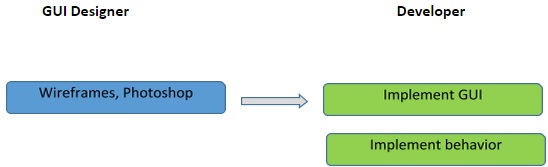 GUI Designer
Developer
Wireframes, Photoshop
Implement GUI
Implement behavior